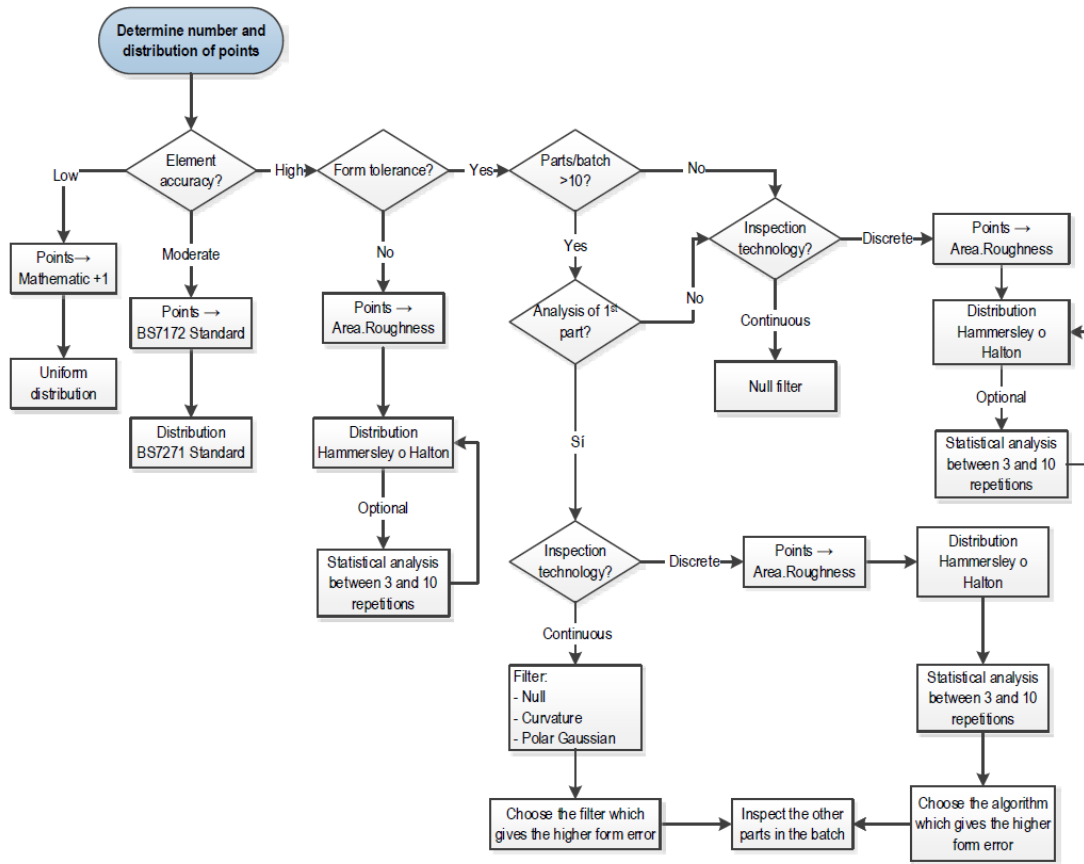 Determine number and
distribution of points
Element
accuracy?
Low
High
Moderate
Form tolerance?
Yes
No
Parts/batch
>10?
No
Yes
Points→
Mathematic +1
Uniform
distribution
Points →
BS7172 Standard
Distribution
BS7271 Standard
Points →
Area.Roughness
Distribution
Hammersley o Halton
Optional
Statistical analysis
between 3 and 10
repetitions
Analysis of 1st
part?
No
Sí
Inspection
technology?
Discrete
Continuous
Null filter
Points →
Area.Roughness
Distribution
Hammersley o
Halton
Optional
Statistical analysis
between 3 and 10
repetitions
Inspection
technology?
Discrete
Continuous
Points →
Area.Roughness
Distribution
Hammersley o
Halton
Statistical analysis
between 3 and 10
repetitions
Filter:
- Null
- Curvature
- Polar Gaussian
Choose the filter which
gives the higher form error
Inspect the other
parts in the batch
Choose the algorithm
which gives the higher
form error